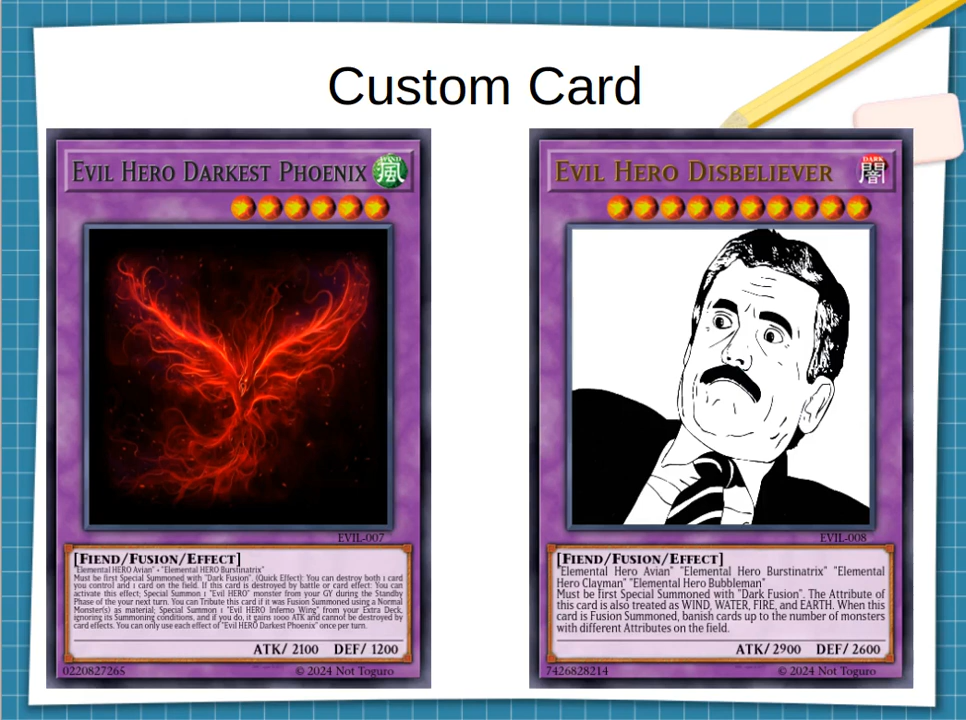 Custom Card
Evil Hero Darkest Phoenix
WIND
風
EVIL-007
[Fiend/Fusion/Effect]
"Elemental HERO Avian" + "Elemental HERO Burstinatrix"
Must be first Special Summoned with "Dark Fusion". (Quick Effect): You can destroy both 1 card
you control and 1 card on the field. If this card is destroyed by battle or card effect: You can
activate this effect; Special Summon 1 "Evil HERO" monster from your GY during the Standby
Phase of your next turn. You can Tribute this card if it was Fusion Summoned using a Normal
Monster(s) as material; Special Summon 1 "Evil HERO Inferno Wing" from your Extra Deck,
ignoring its Summoning conditions, and if you do, it gains 1000 ATK and cannot be destroyed by
card effects. You can only use each effect of "Evil HERO Darkest Phoenix" once per turn.
ATK/ 2100 DEF/ 1200
0220827265
© 2024 Not Toguro
Evil Hero Disbeliever
DARK
闇
EVIL-008
[Fiend/Fusion/Effect]
"Elemental Hero Avian" "Elemental Hero Burstinatrix" "Elemental
Hero Clayman" "Elemental Hero Bubbleman"
Must be first Special Summoned with "Dark Fusion". The Attribute of
this card is also treated as WIND, WATER, FIRE, and EARTH. When this
card is Fusion Summoned, banish cards up to the number of monsters
with different Attributes on the field.
ATK/ 2900 DEF/ 2600
7426828214
© 2024 Not Toguro